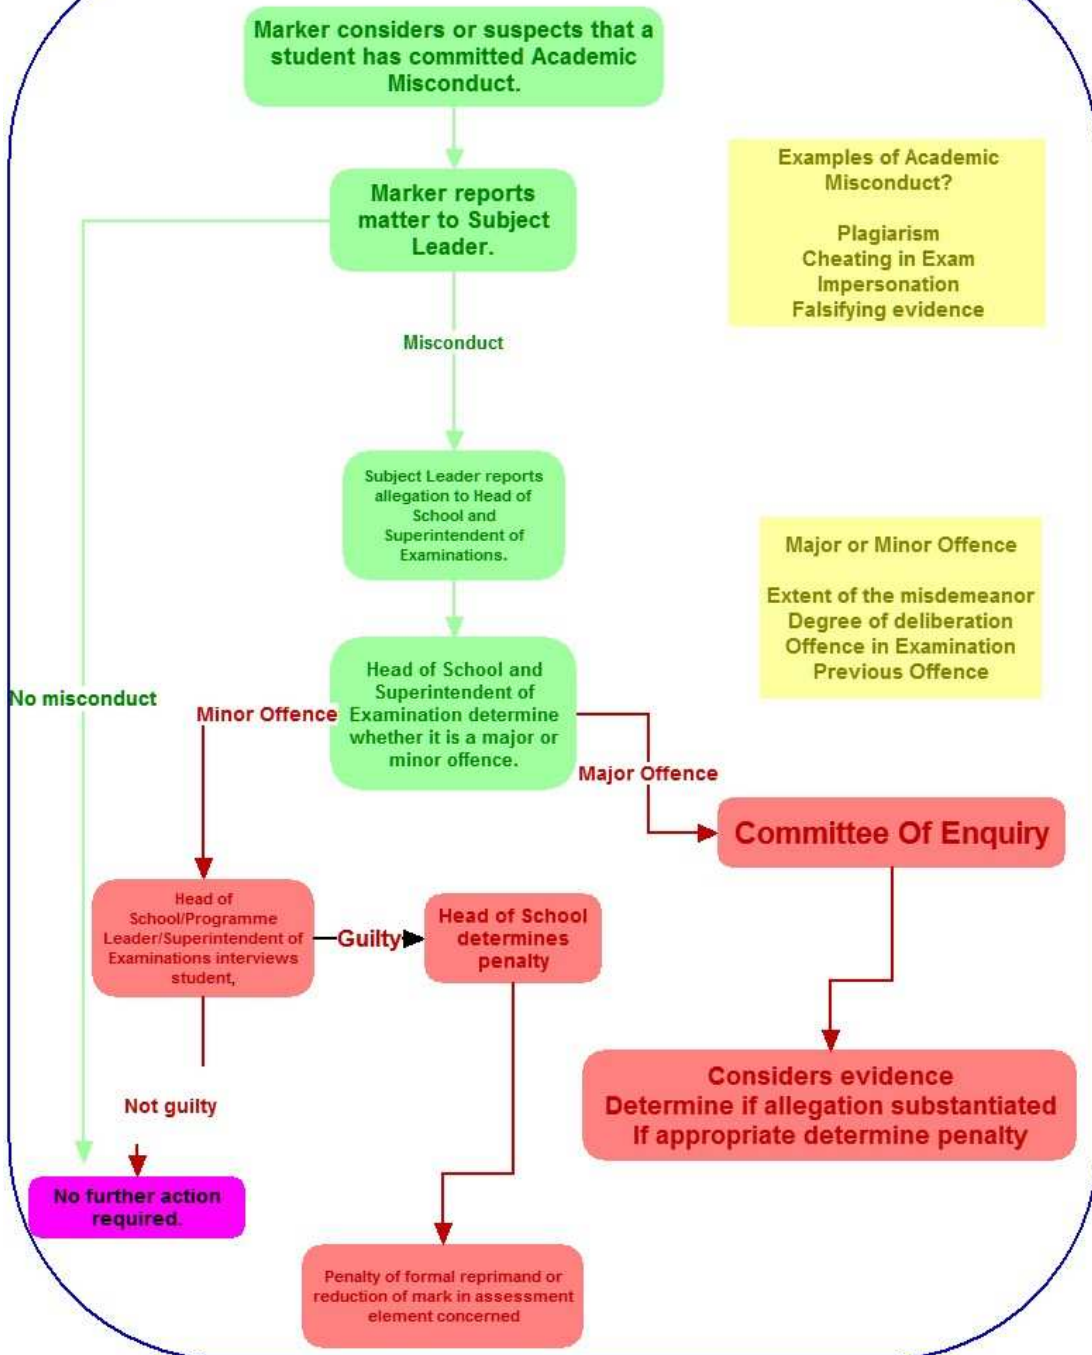 Marker considers or suspects that a
student has committed Academic
Misconduct.
Marker reports
matter to Subject
Leader.
Examples of Academic
Misconduct?
Plagiarism
Cheating in Exam
Impersonation
Falsifying evidence
Misconduct
Subject Leader reports
allegation to Head of
School and
Superintendent of
Examinations.
Major or Minor Offence
Extent of the misdemeanor
Degree of deliberation
Offence in Examination
Previous Offence
Head of School and
Superintendent of
Examination determine
whether it is a major or
minor offence.
No misconduct
Minor Offence
Major Offence
Committee Of Enquiry
Head of
School/Programme
Leader/Superintendent of
Examinations interviews
student,
Guilty
Head of School
determines
penalty
Considers evidence
Determine if allegation substantiated
If appropriate determine penalty
Not guilty
No further action
required.
Penalty of formal reprimand or
reduction of mark in assessment
element concerned